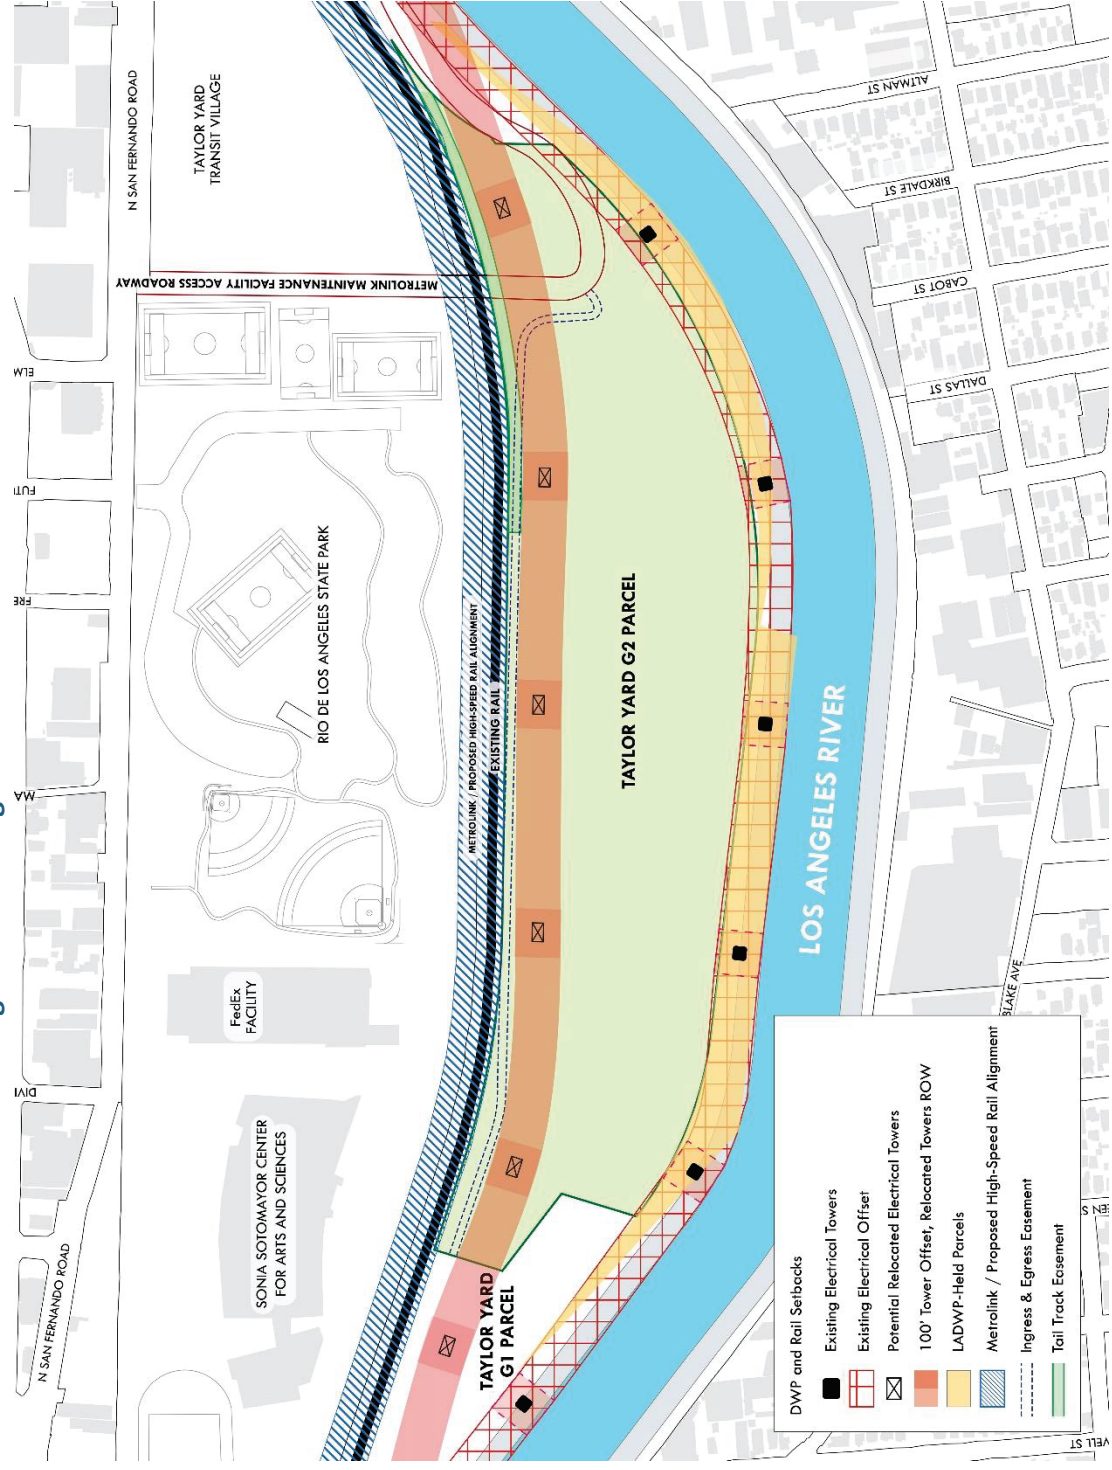 N SAN FERNANDO ROAD
TAYLOR YARD
TRANSIT VILLAGE
METROLINK MAINTENANCE FACILITY ACCESS ROADWAY
RIO DE LOS ANGELES STATE PARK
METROLINK / PROPOSED HIGH-SPEED RAIL ALIGNMENT
EXISTING RAIL
TAYLOR YARD G2 PARCEL
LOS ANGELES RIVER
FedEx
FACILITY
SONIA SOTOMAYOR CENTER
FOR ARTS AND SCIENCES
N SAN FERNANDO ROAD
TAYLOR YARD
G1 PARCEL
ELM
FRE
MA
DIVI
ALTMAN ST
BIRKDALE ST
CABOT ST
DALLAS ST
BLAKE AVE
DWP and Rail Setbacks
Existing Electrical Towers
Existing Electrical Offset
Potential Relocated Electrical Towers
100' Tower Offset, Relocated Towers ROW
LADWP-Held Parcels
Metrolink / Proposed High-Speed Rail Alignment
Ingress & Egress Easement
Tail Track Easement